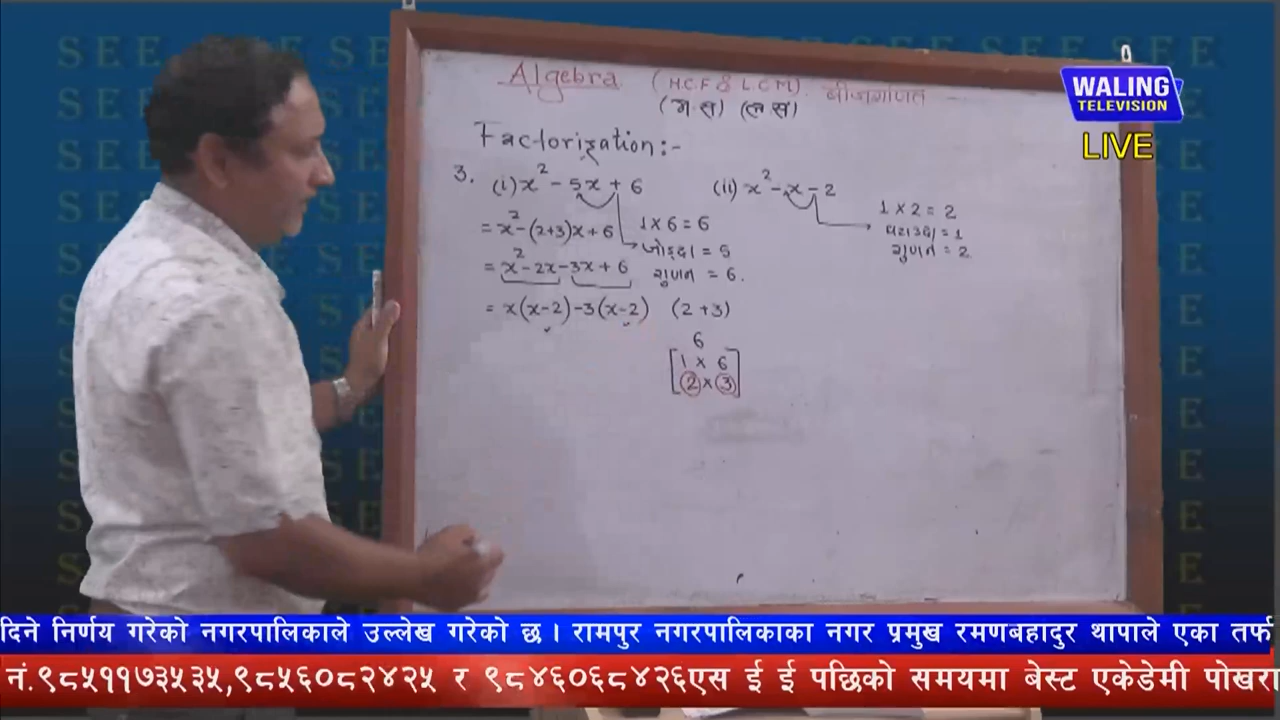 WALING
TELEVISION
LIVE
Algebra (H.C.F & L.C.M) बीजगणित
(म.स) (ल.स)
Factorization:-
3. (i) x² - 5x + 6
= x² - (2+3)x + 6
= x² - 2x - 3x + 6
= x(x-2) - 3(x-2) (2+3)
1 x 6 = 6
जोड्दा = 5
गुणन = 6.
6
1 x 6
2 x 3
(ii) x² - x - 2
1 x 2 = 2
घटाउदा = 1
गुणन = 2
दिने निर्णय गरेको नगरपालिकाले उल्लेख गरेको छ । रामपुर नगरपालिकाका नगर प्रमुख रमणबहादुर थापाले एका तर्फ
नं.९८५११७३५३५,९८५६०८२४२५ र ९८४६०६८४२६एस ई ई पछिको समयमा बेस्ट एकेडेमी पोखरा